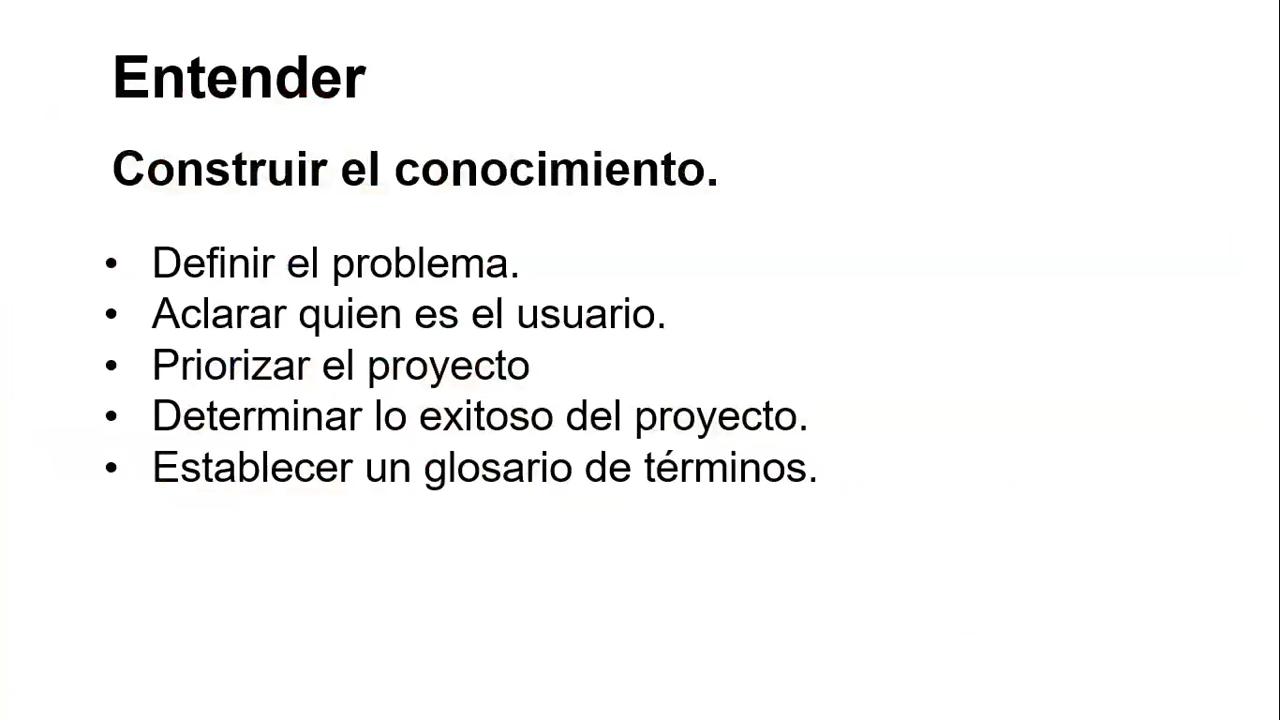 Entender
Construir el conocimiento.
• Definir el problema.
• Aclarar quien es el usuario.
• Priorizar el proyecto
• Determinar lo exitoso del proyecto.
• Establecer un glosario de términos.